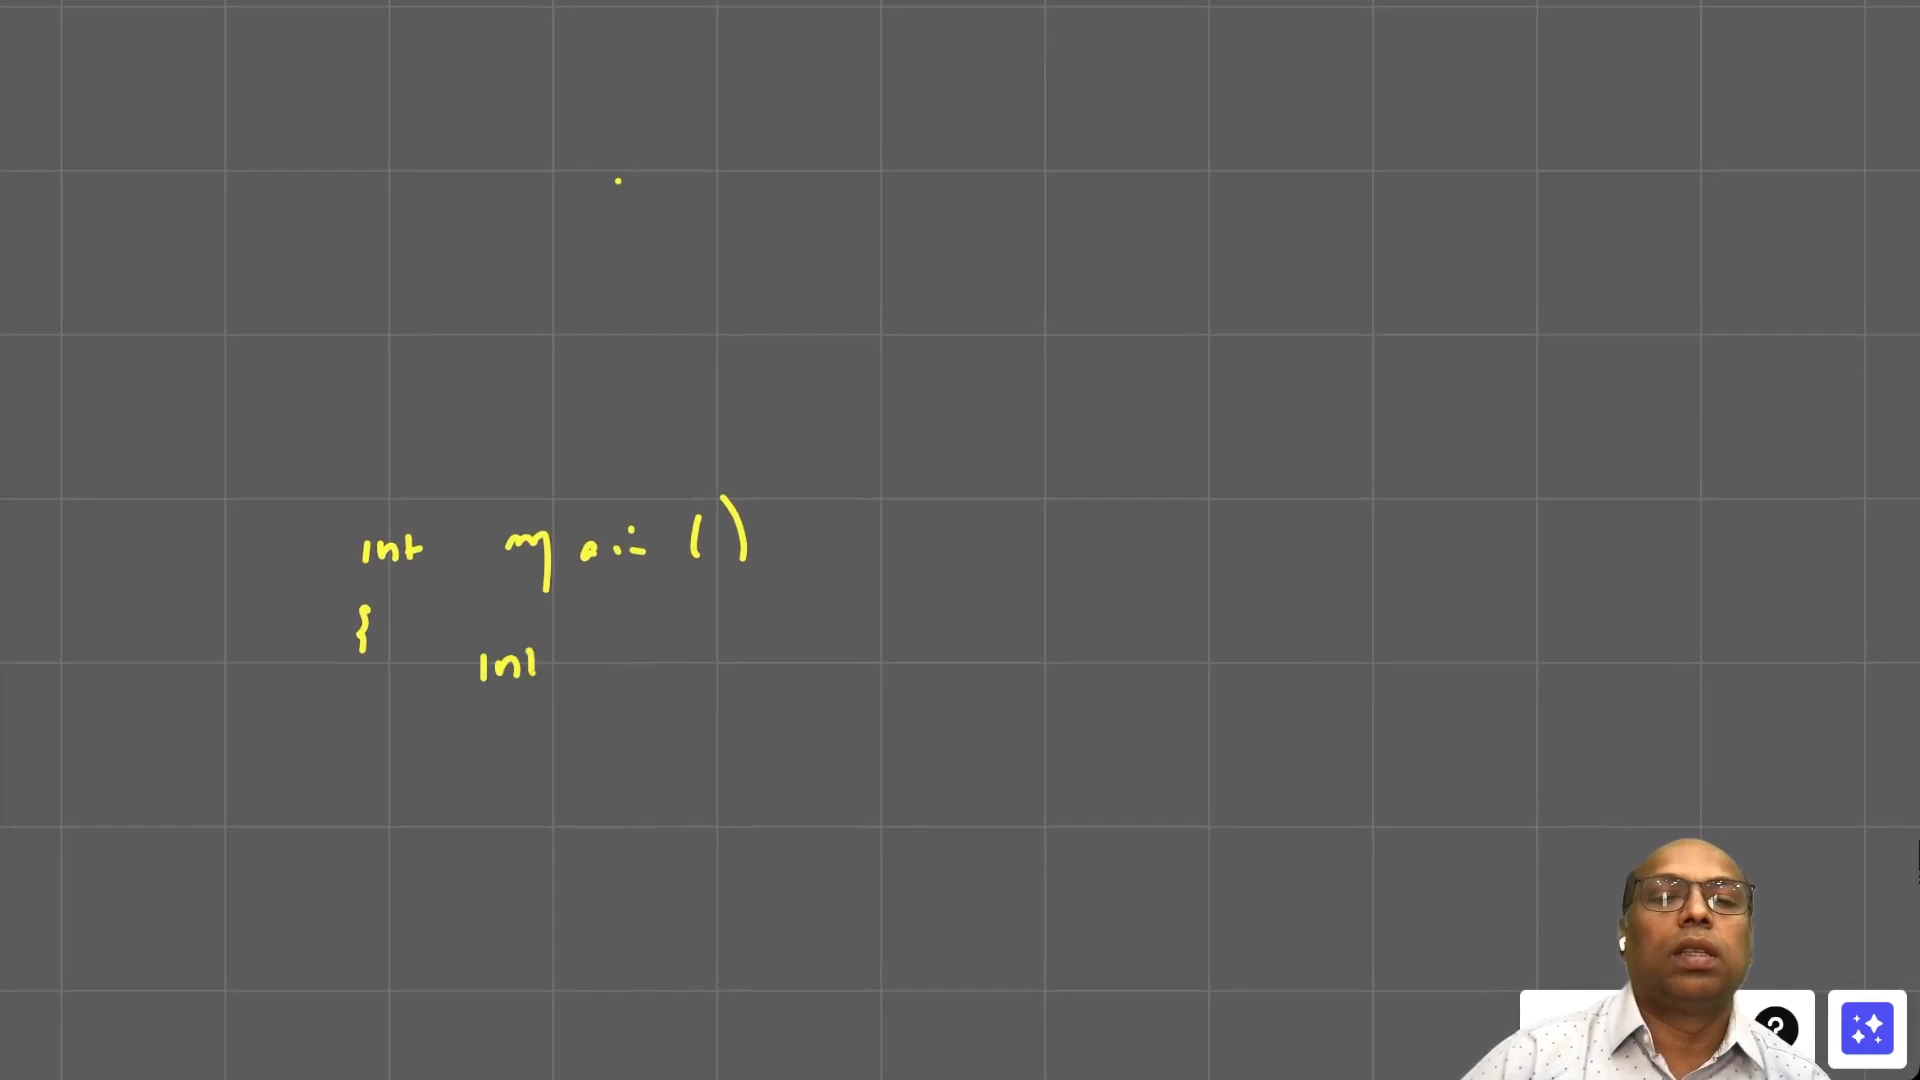 int main ()
{
int
?